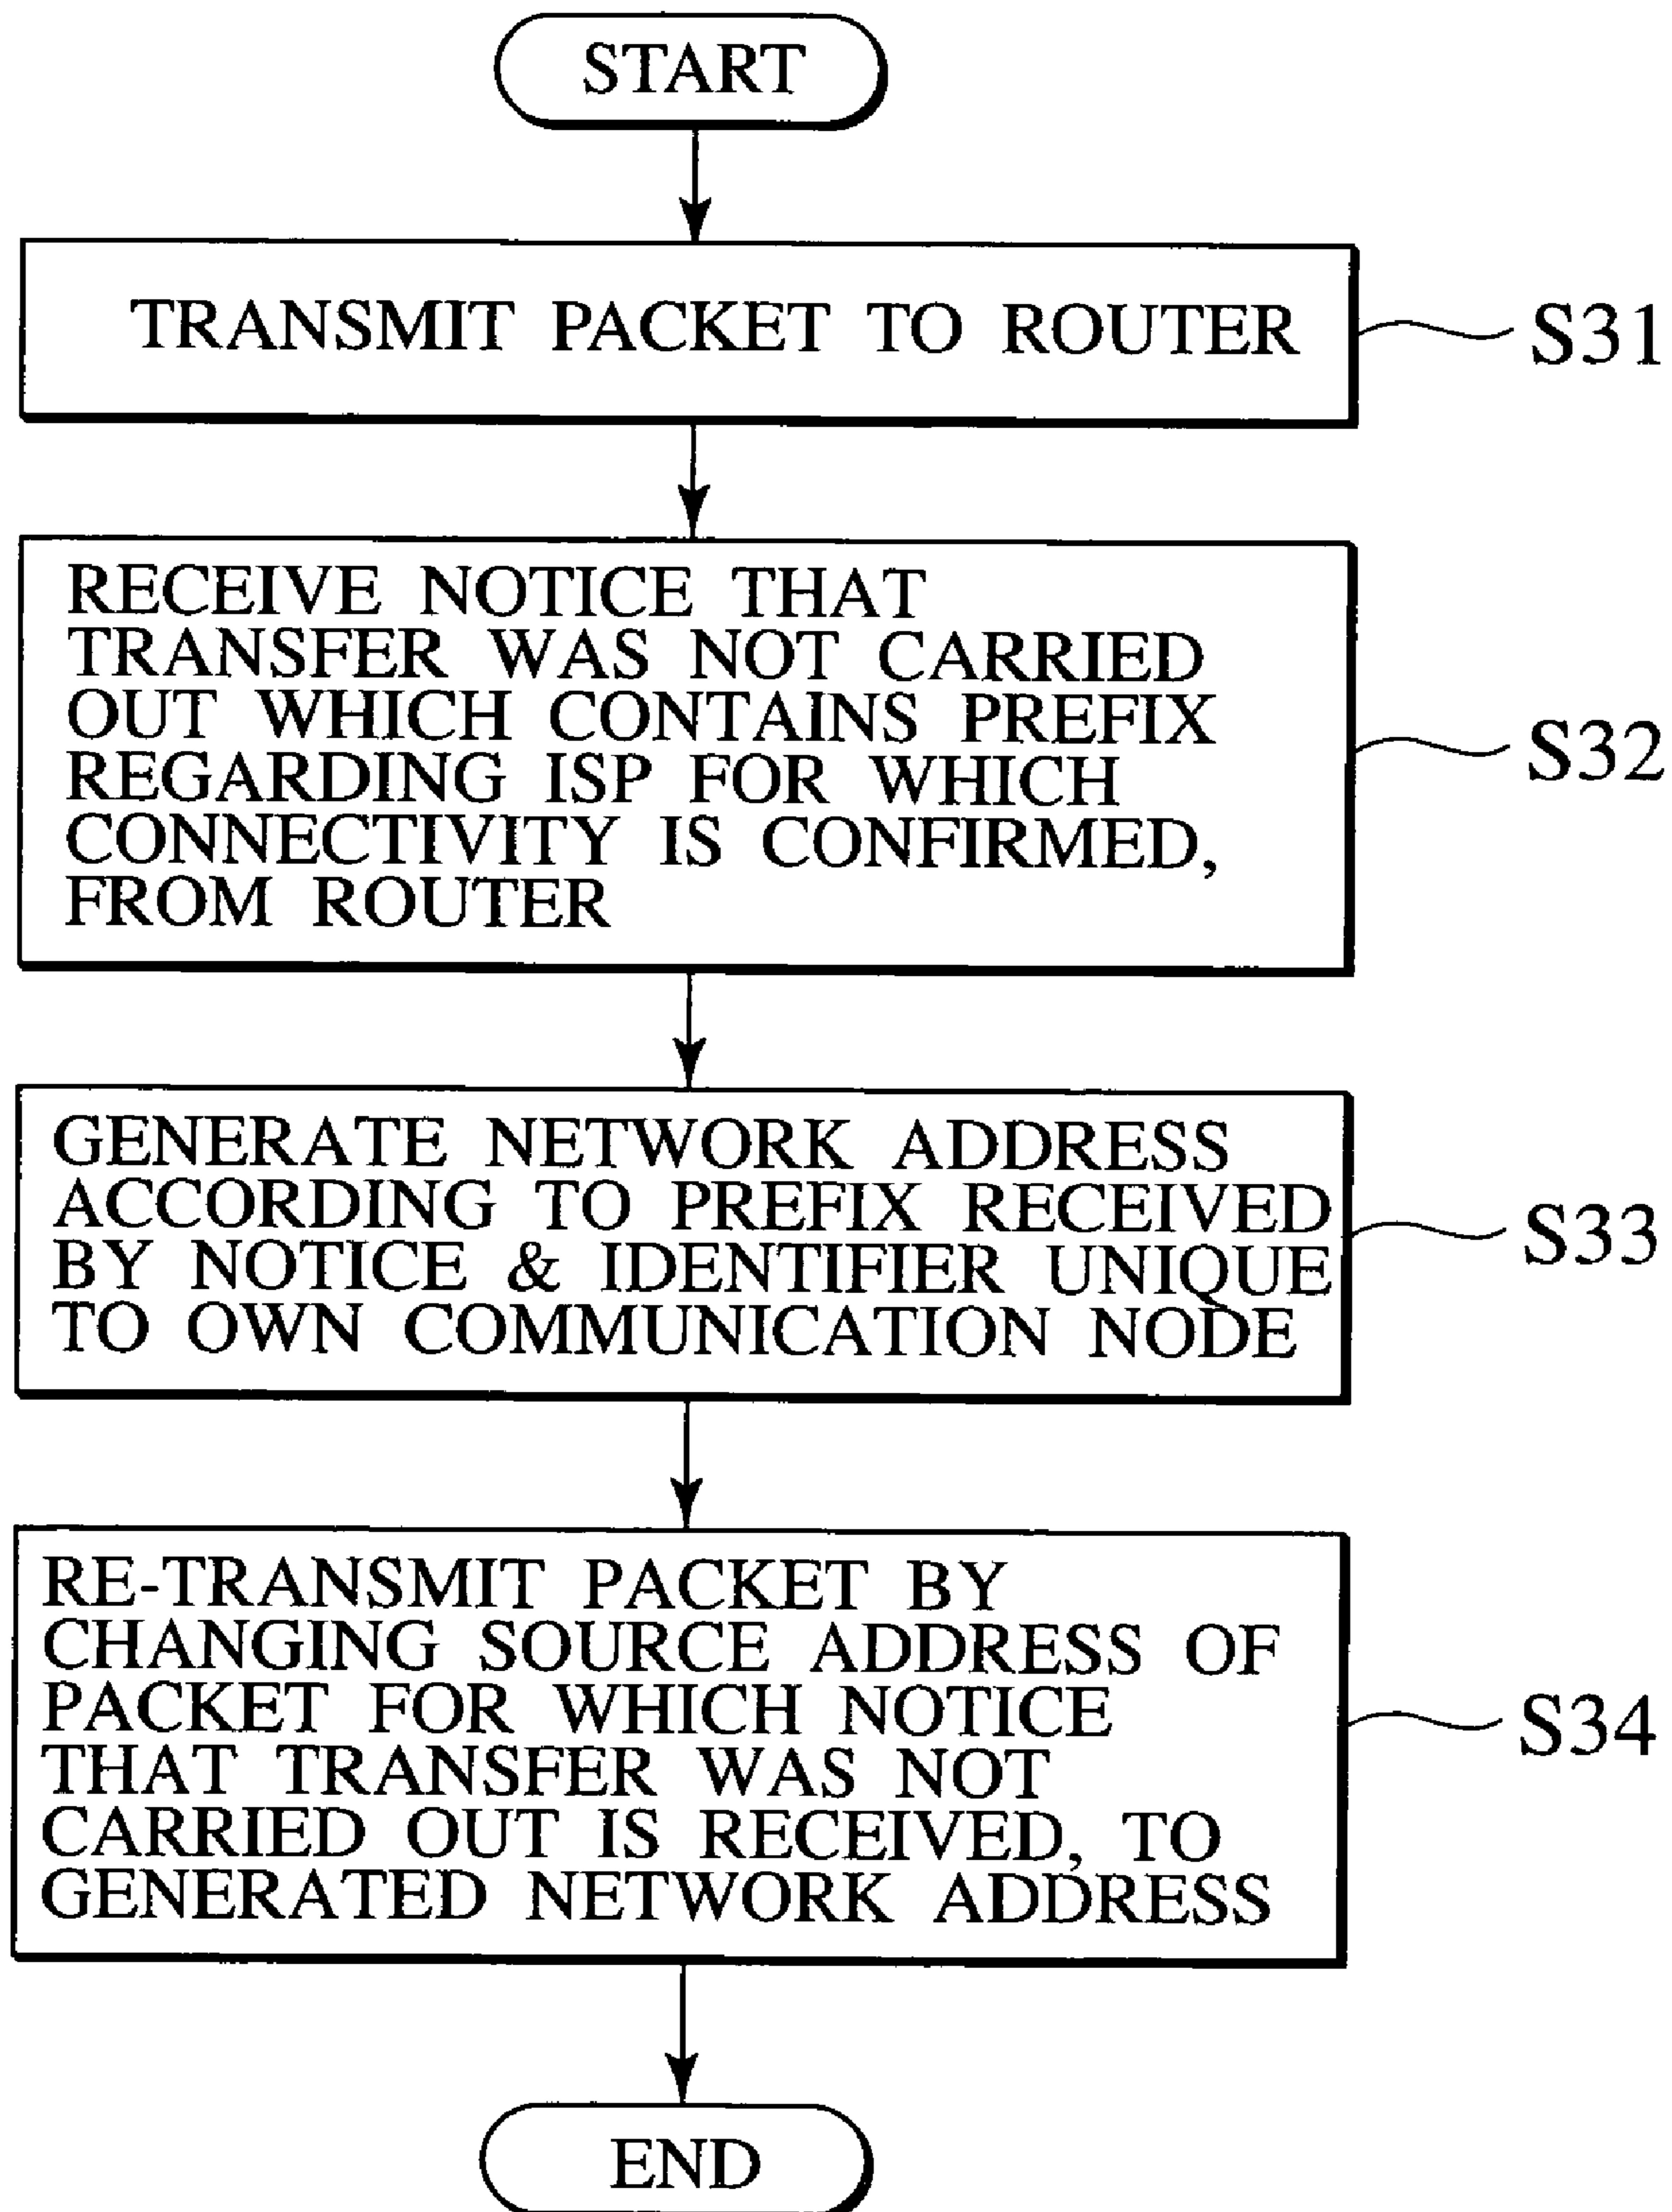 START
TRANSMIT PACKET TO ROUTER
S31
RECEIVE NOTICE THAT
TRANSFER WAS NOT CARRIED
OUT WHICH CONTAINS PREFIX
REGARDING ISP FOR WHICH
CONNECTIVITY IS CONFIRMED,
FROM ROUTER
S32
GENERATE NETWORK ADDRESS
ACCORDING TO PREFIX RECEIVED
BY NOTICE & IDENTIFIER UNIQUE
TO OWN COMMUNICATION NODE
S33
RE-TRANSMIT PACKET BY
CHANGING SOURCE ADDRESS OF
PACKET FOR WHICH NOTICE
THAT TRANSFER WAS NOT
CARRIED OUT IS RECEIVED, TO
GENERATED NETWORK ADDRESS
S34
END